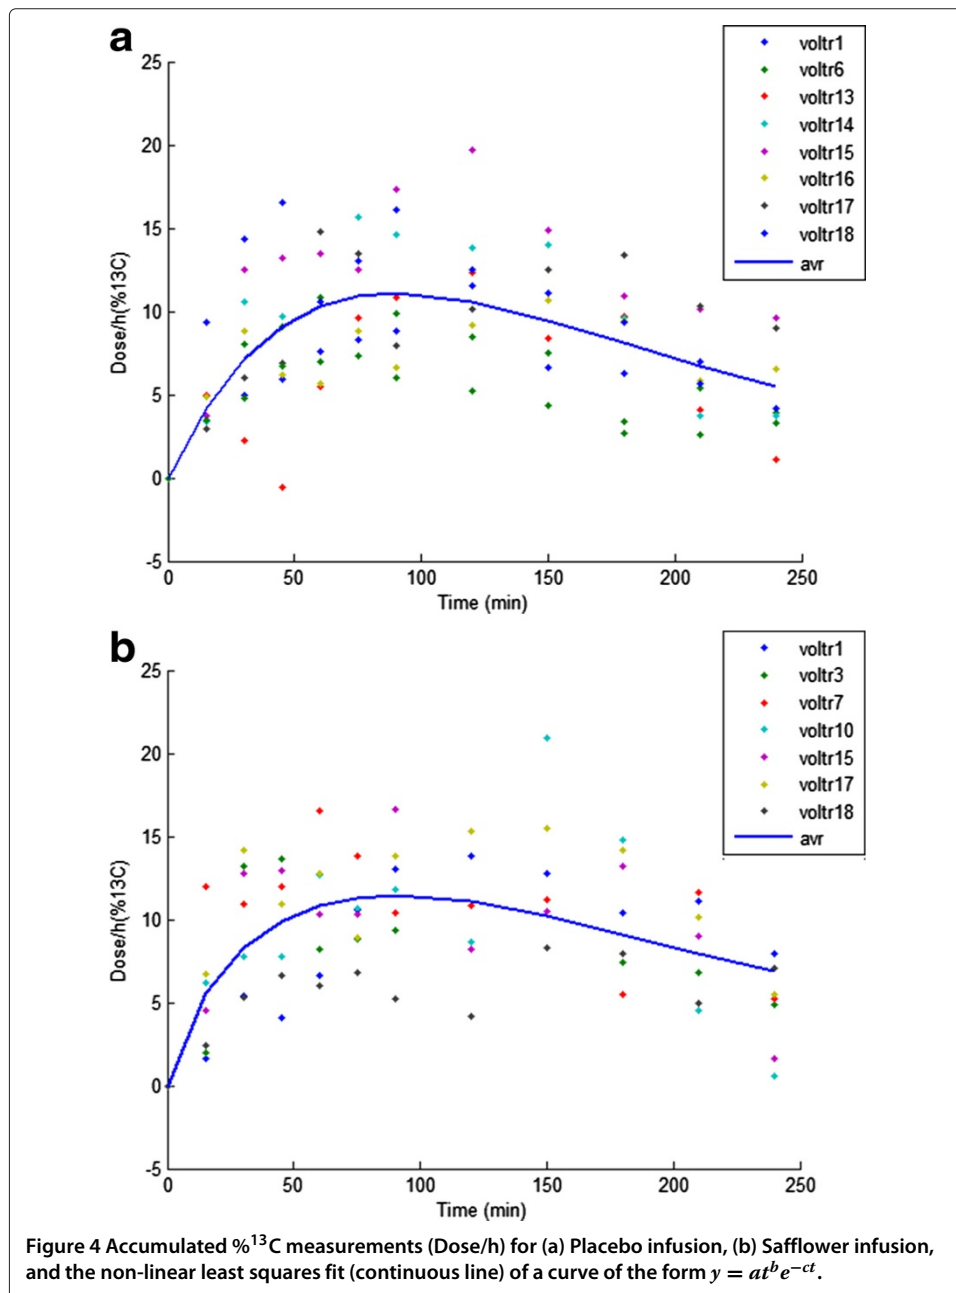 a
25
20
15
10
5
0
-5
0 50 100 150 200 250
Dose/h(%13C)
Time (min)
voltr1
voltr6
voltr13
voltr14
voltr15
voltr16
voltr17
voltr18
avr
b
25
20
15
10
5
0
-5
0 50 100 150 200 250
Dose/h(%13C)
Time (min)
voltr1
voltr3
voltr7
voltr10
voltr15
voltr17
voltr18
avr
Figure 4 Accumulated %¹³C measurements (Dose/h) for (a) Placebo infusion, (b) Safflower infusion,
and the non-linear least squares fit (continuous line) of a curve of the form y = atᵇe⁻ᶜᵗ.